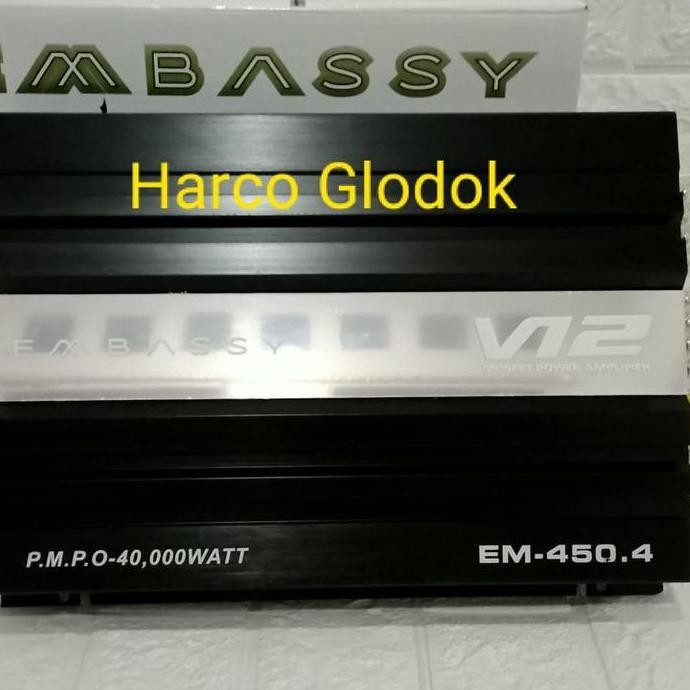 EMBASSY
Harco Glodok
EMBASSY
V12
MOSFET POWER AMPLIFIER
P.M.P.O-40,000WATT
EM-450.4